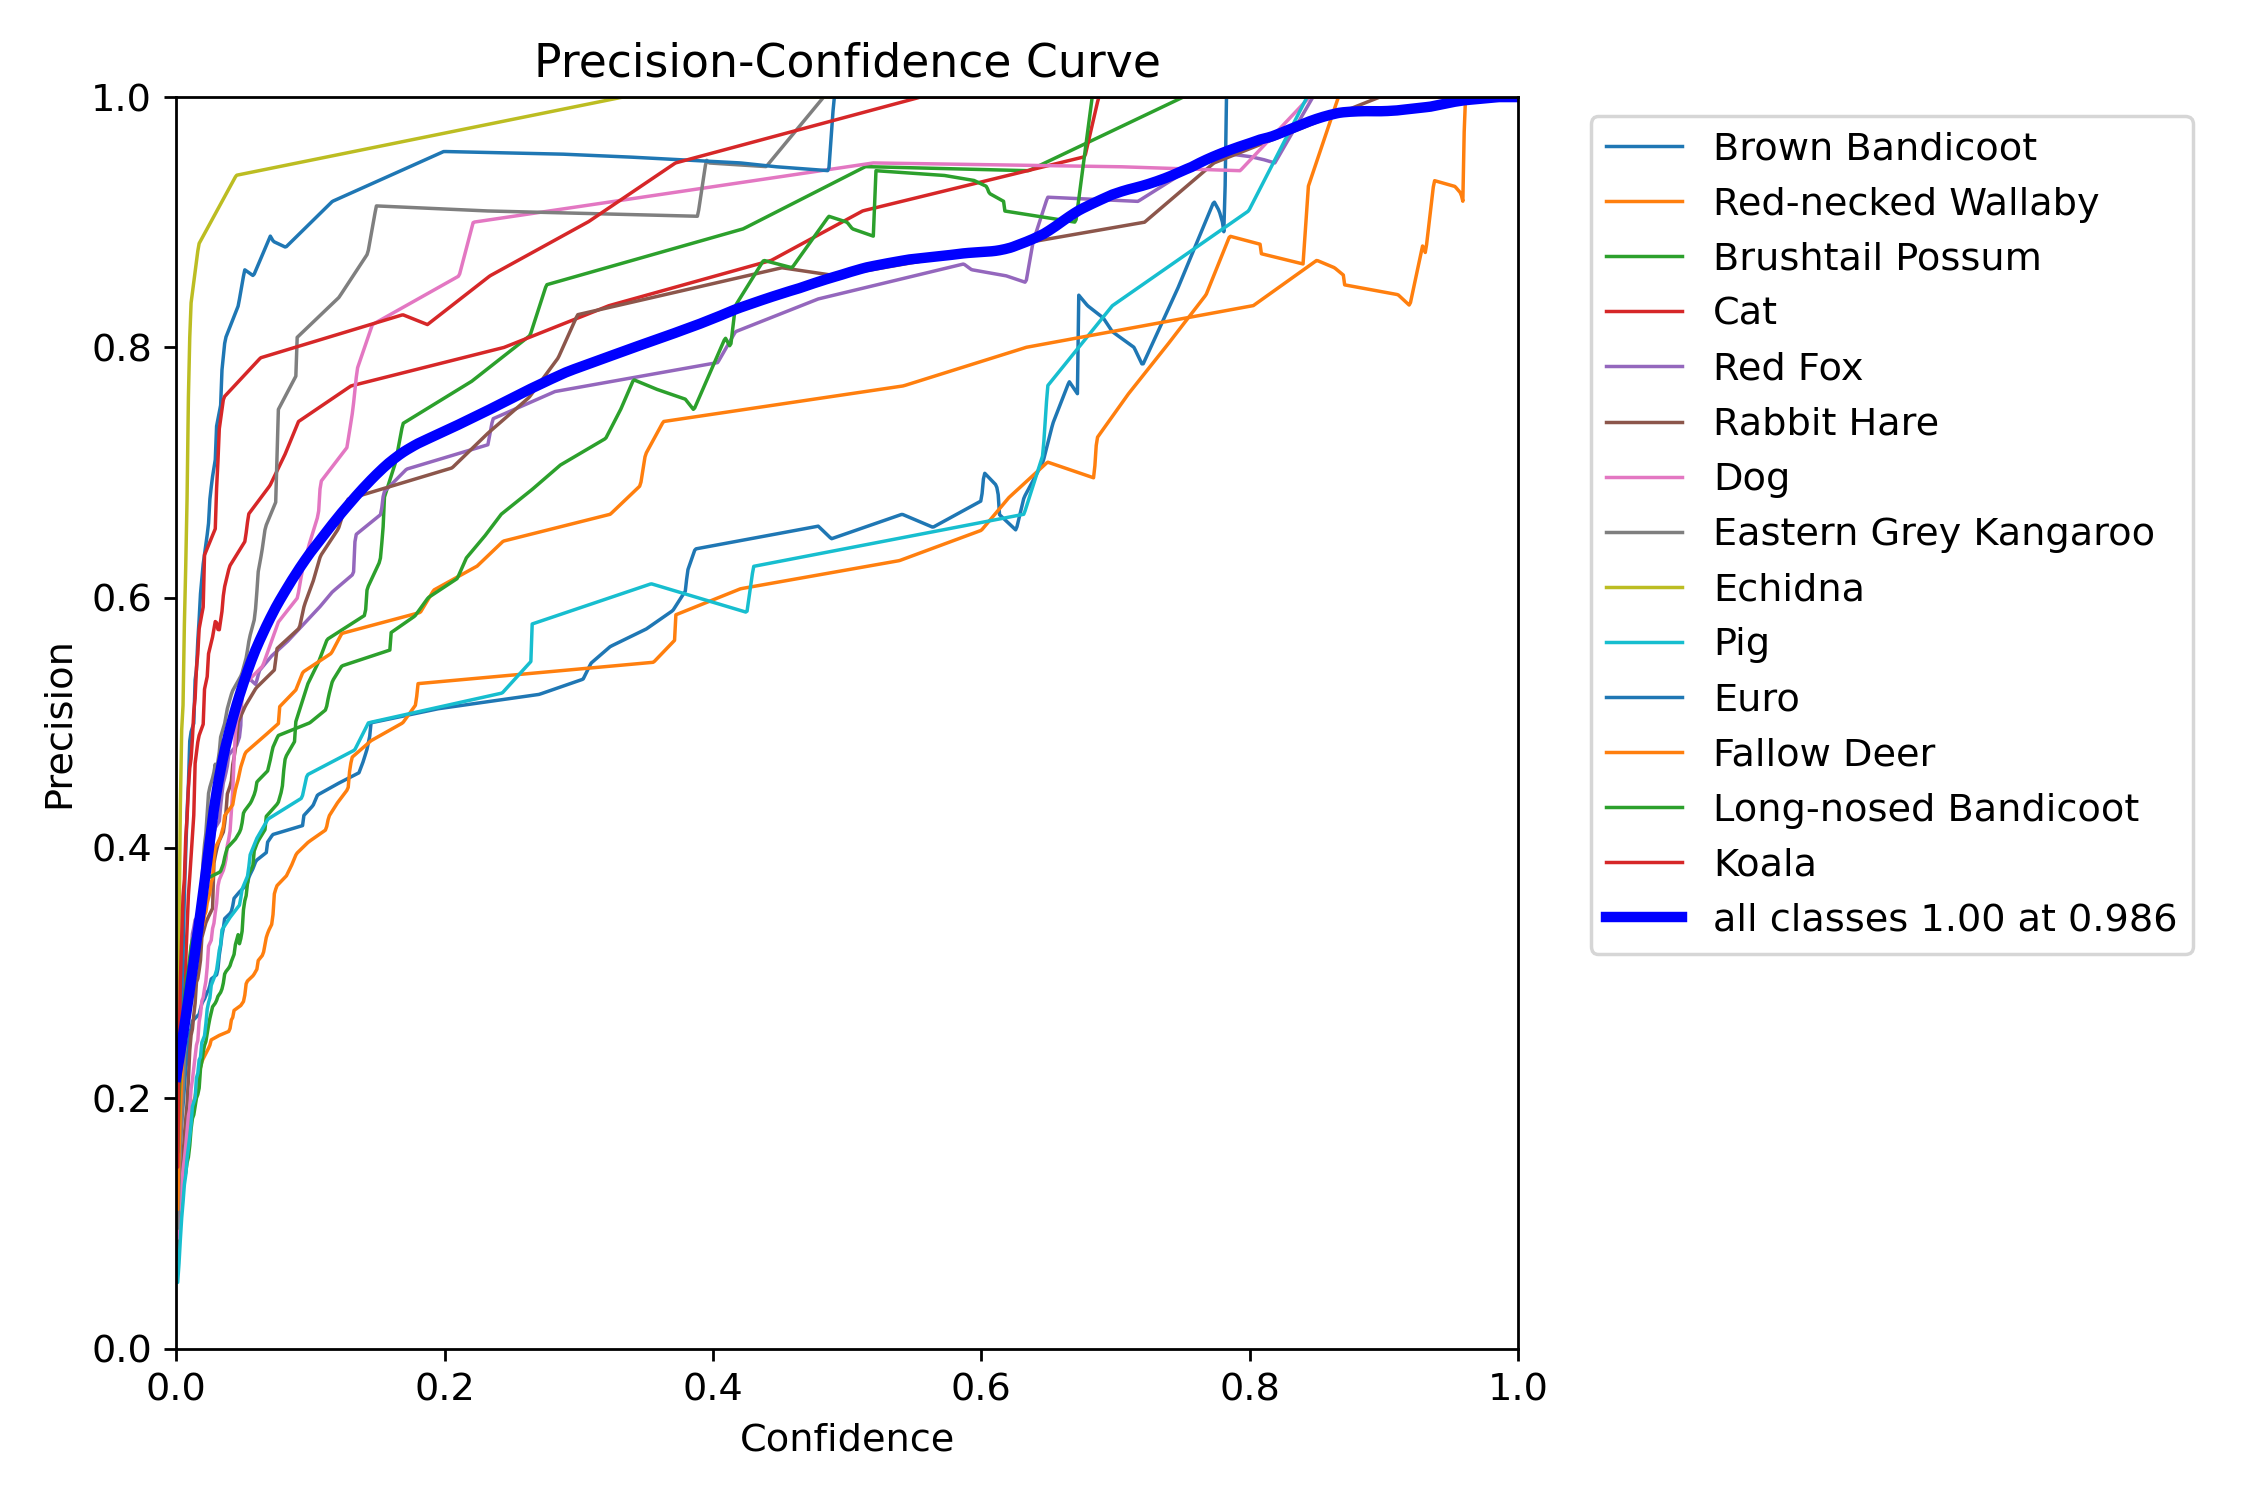 Precision-Confidence Curve
1.0
0.8
0.6
0.4
0.2
0.0
Precision
0.0 0.2 0.4 0.6 0.8 1.0
Confidence
Brown Bandicoot
Red-necked Wallaby
Brushtail Possum
Cat
Red Fox
Rabbit Hare
Dog
Eastern Grey Kangaroo
Echidna
Pig
Euro
Fallow Deer
Long-nosed Bandicoot
Koala
all classes 1.00 at 0.986